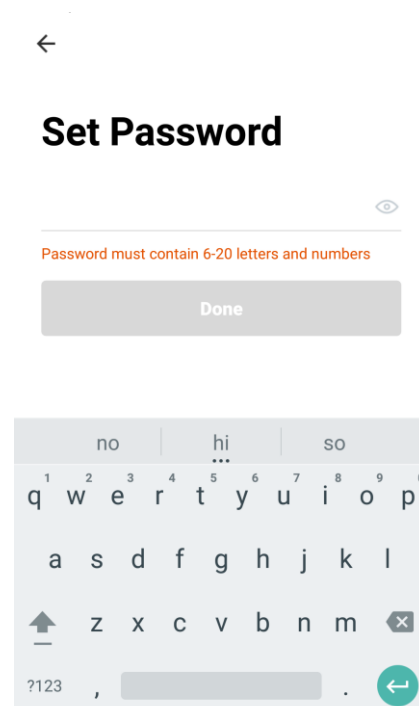 Set Password
Password must contain 6-20 letters and numbers
Done
no hi so
1 2 3 4 5 6 7 8 9
q w e r t y u i o p
a s d f g h j k l
z x c v b n m
?123 , .